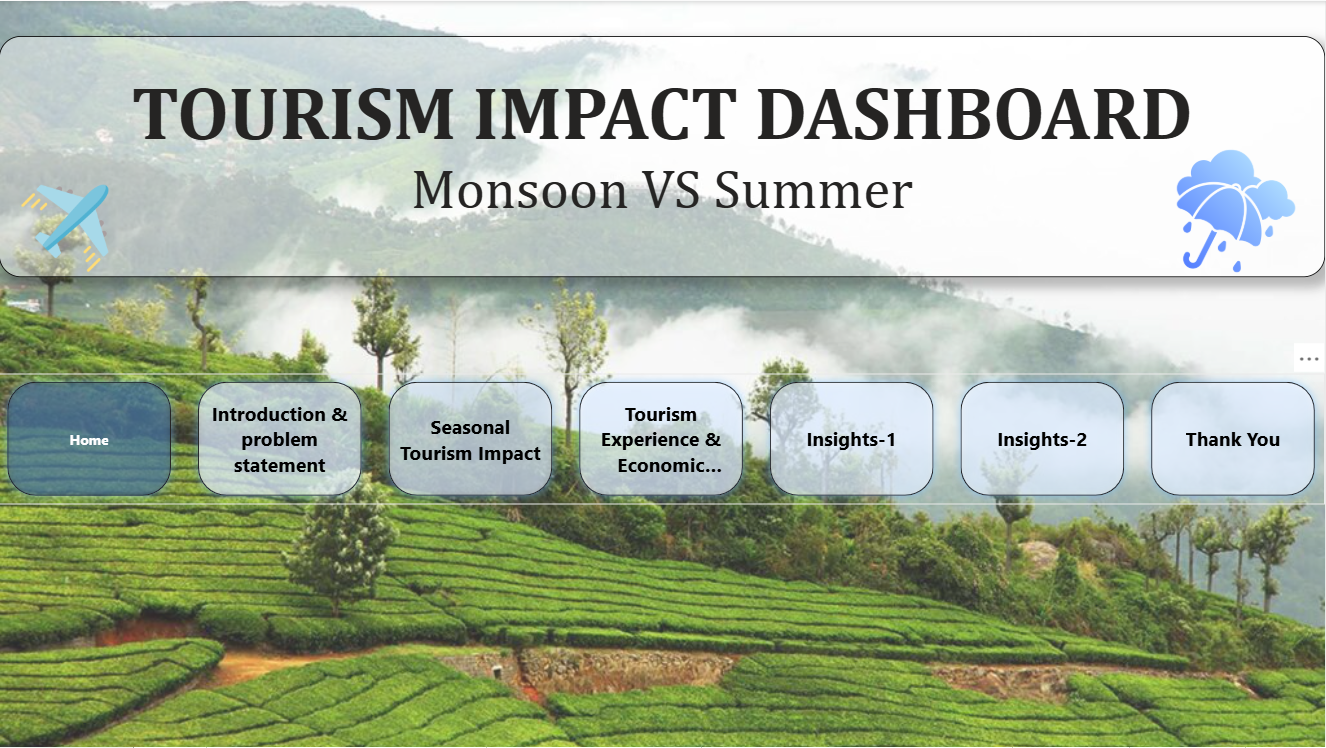 TOURISM IMPACT DASHBOARD
Monsoon VS Summer
Home
Introduction &
problem
statement
Seasonal
Tourism Impact
Tourism
Experience &
Economic...
Insights-1
Insights-2
Thank You